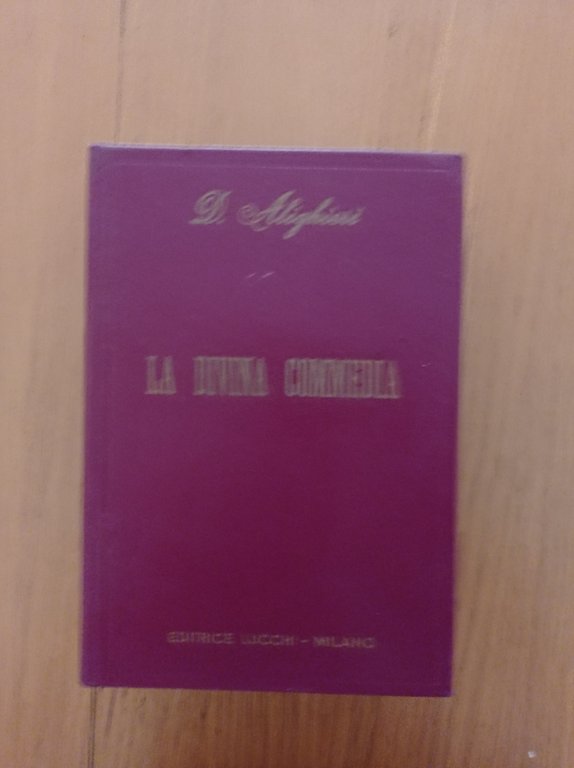 D. Alighieri
LA DIVINA COMMEDIA
EDITRICE LUCCHI - MILANO